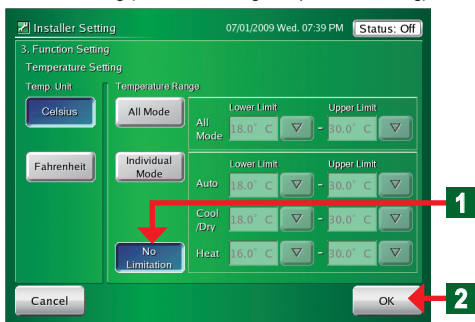 Installer Setting 07/01/2009 Wed. 07:39 PM Status: Off
3. Function Setting
Temperature Setting
Temp. Unit Temperature Range
Celsius All Mode Lower Limit Upper Limit
All Mode 18.0° C - 30.0° C
Fahrenheit Individual Mode Lower Limit Upper Limit
Auto 18.0° C - 30.0° C
1
Cool /Dry 18.0° C - 30.0° C
No Limitation Heat 16.0° C - 30.0° C
Cancel OK 2